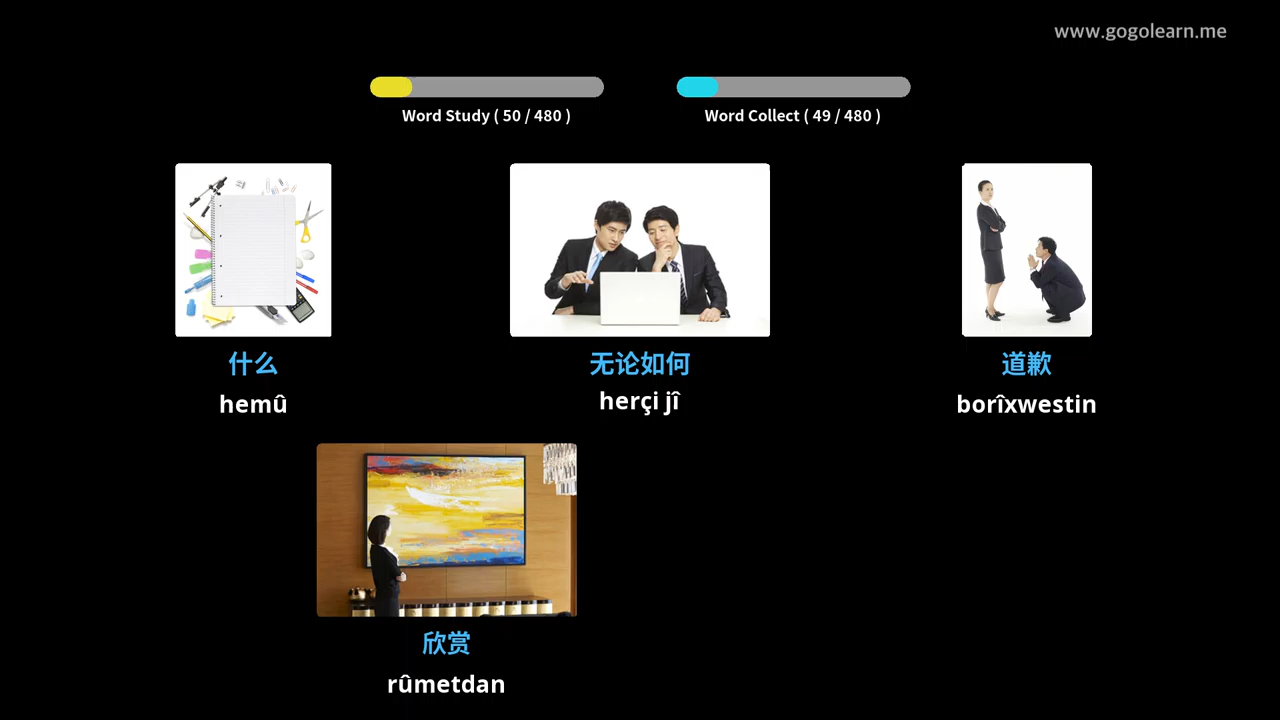 www.gogolearn.me
Word Study ( 50 / 480 )
Word Collect ( 49 / 480 )
什么
hemû
无论如何
herçi jî
道歉
borîxwestin
欣赏
rûmetdan